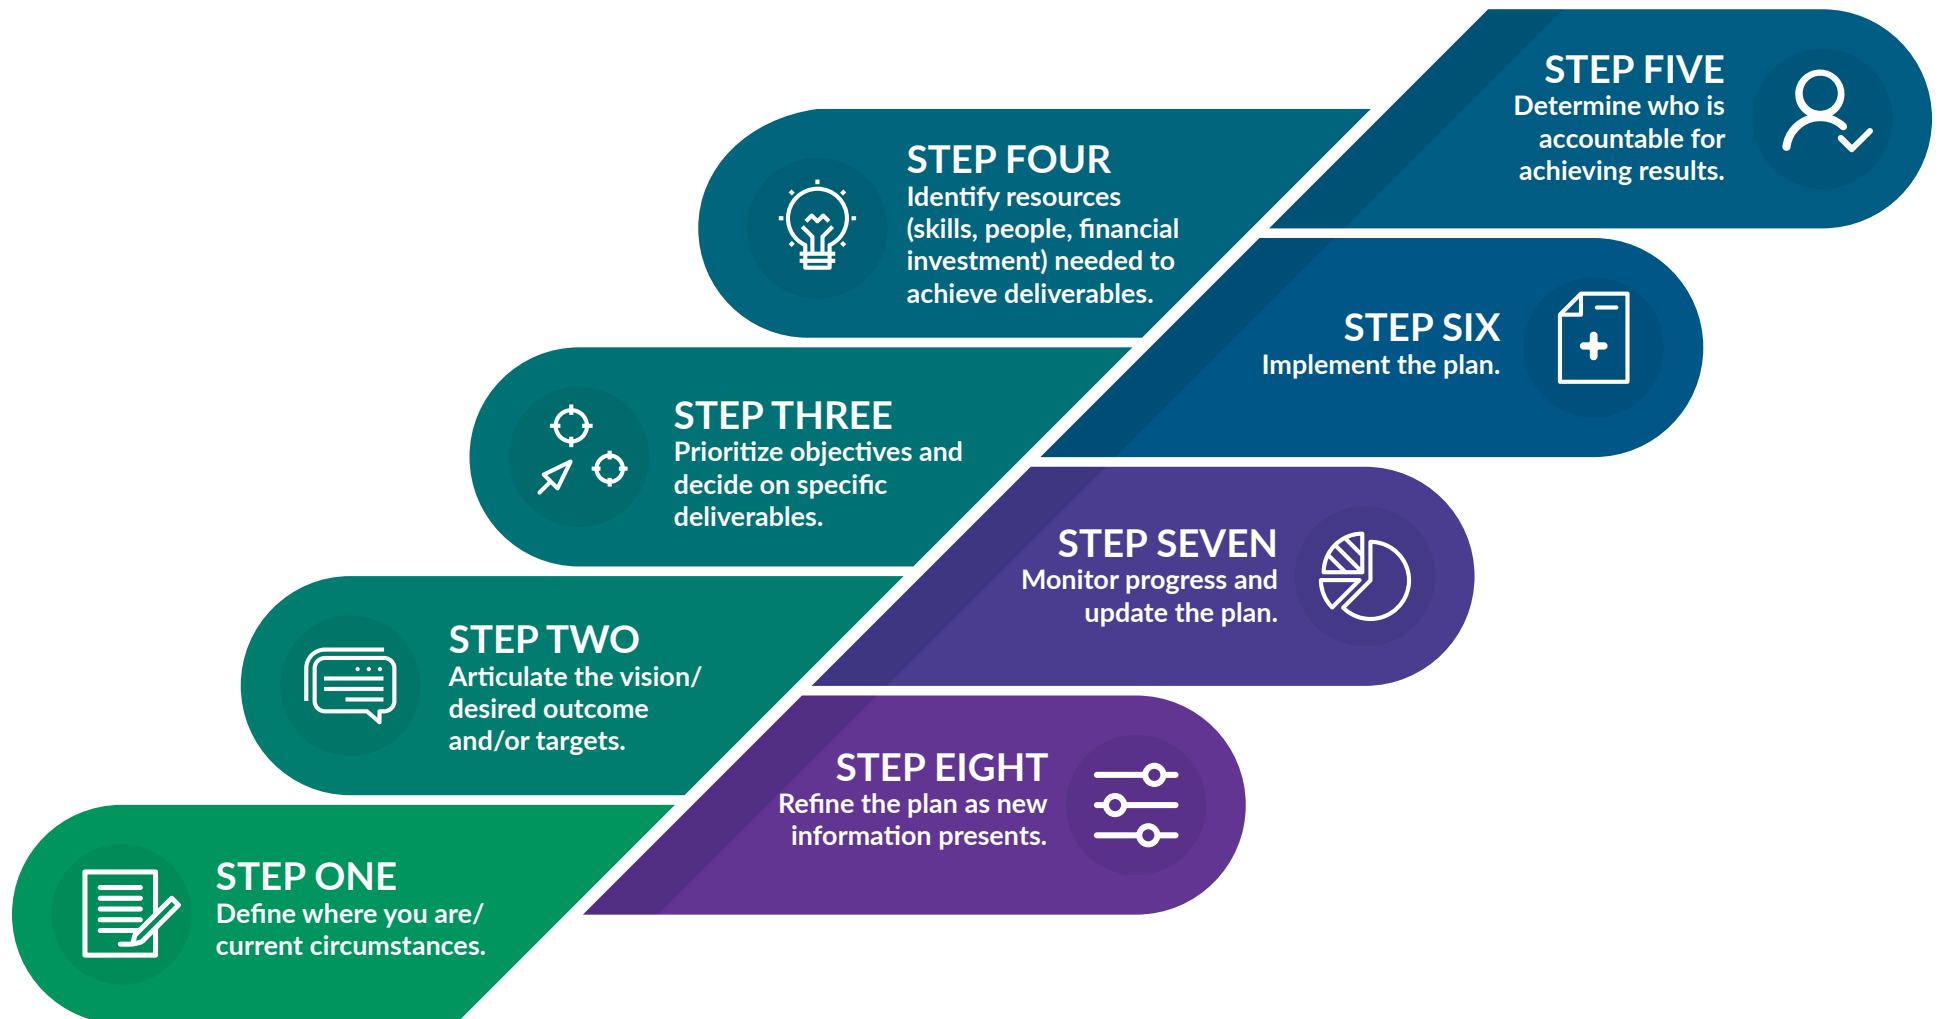 STEP ONE
Define where you are/
current circumstances.
STEP TWO
Articulate the vision/
desired outcome
and/or targets.
STEP THREE
Prioritize objectives and
decide on specific
deliverables.
STEP FOUR
Identify resources
(skills, people, financial
investment) needed to
achieve deliverables.
STEP FIVE
Determine who is
accountable for
achieving results.
STEP SIX
Implement the plan.
STEP SEVEN
Monitor progress and
update the plan.
STEP EIGHT
Refine the plan as new
information presents.